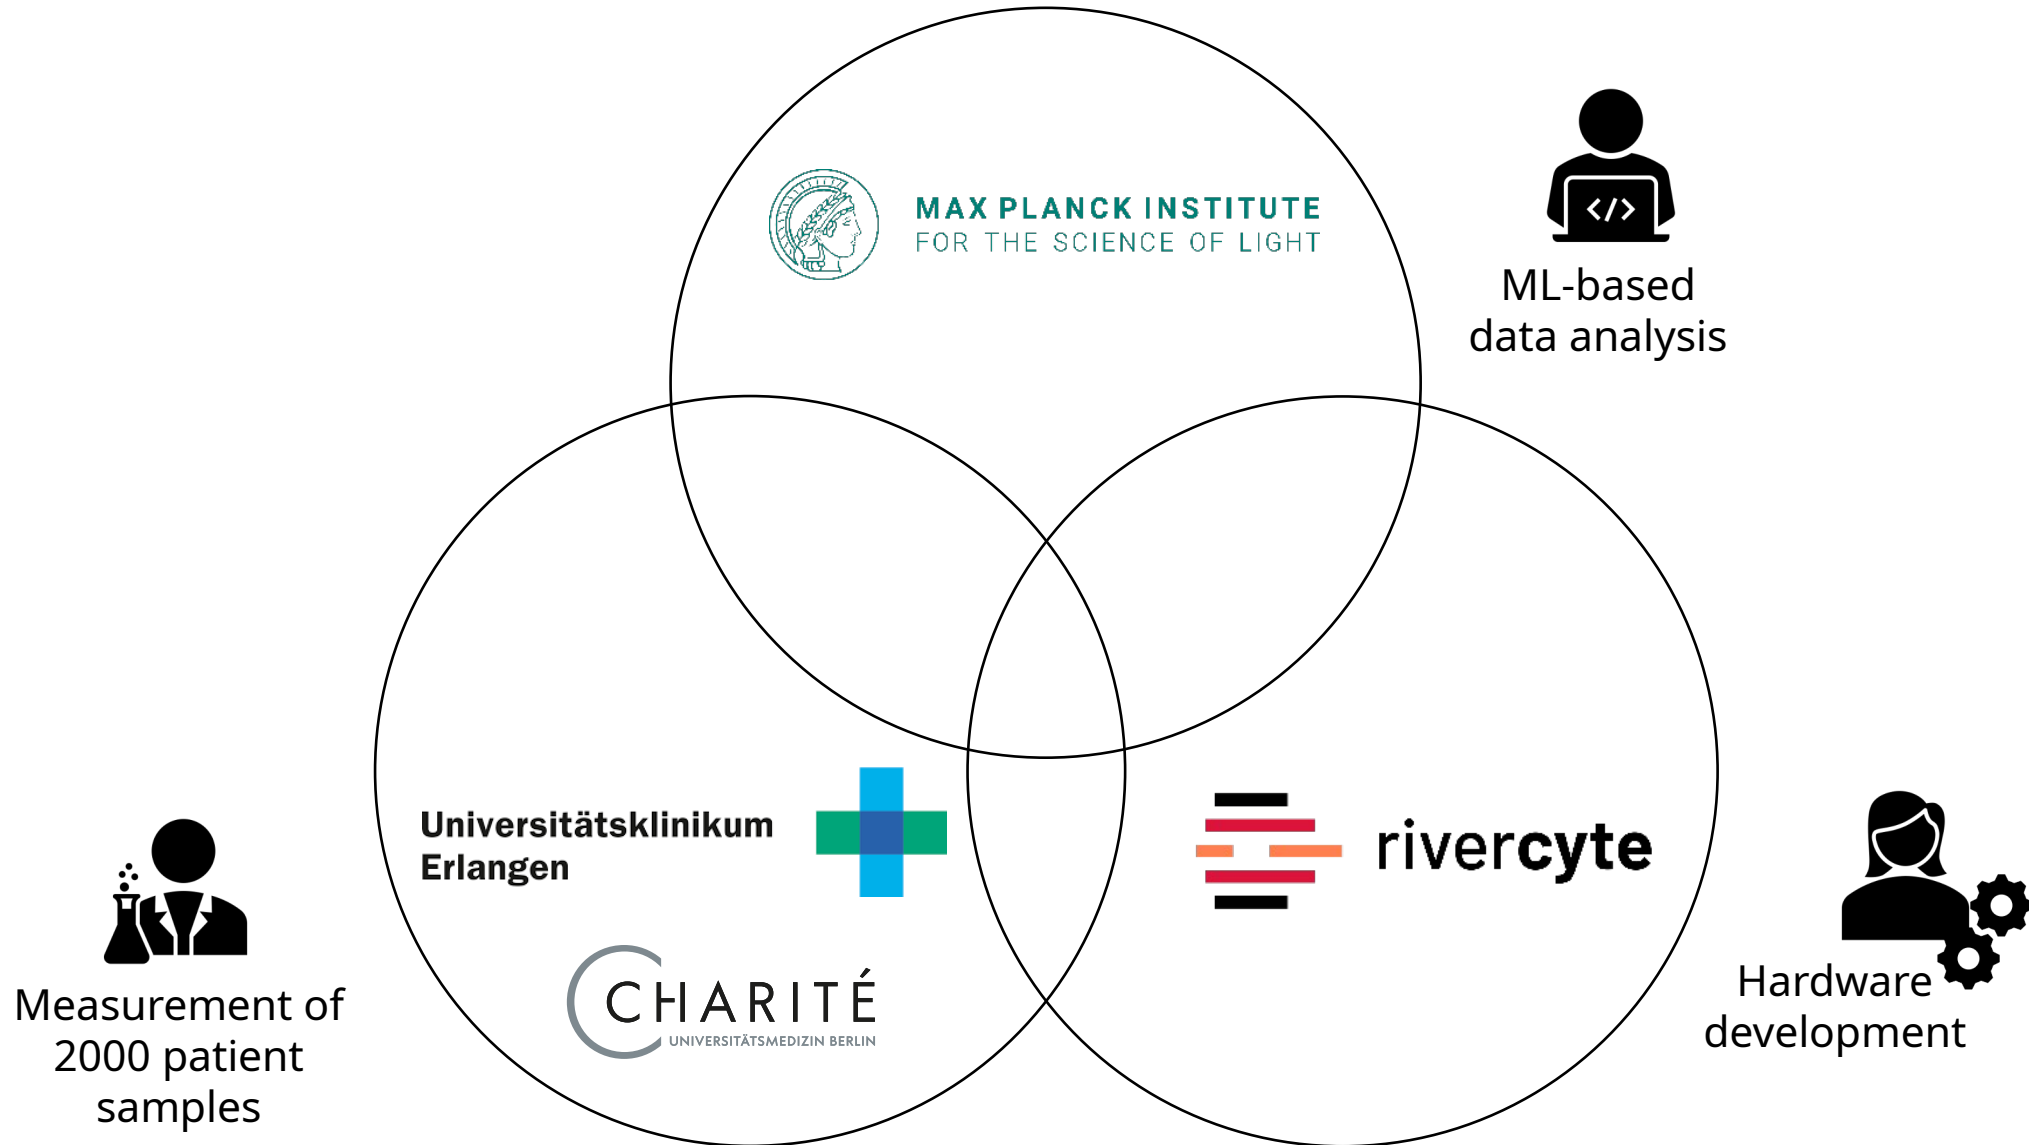 MAX PLANCK INSTITUTE
FOR THE SCIENCE OF LIGHT
</>
ML-based
data analysis
Universitätsklinikum
Erlangen
CHARITÉ
UNIVERSITÄTSMEDIZIN BERLIN
rivercyte
Measurement of
2000 patient
samples
Hardware
development